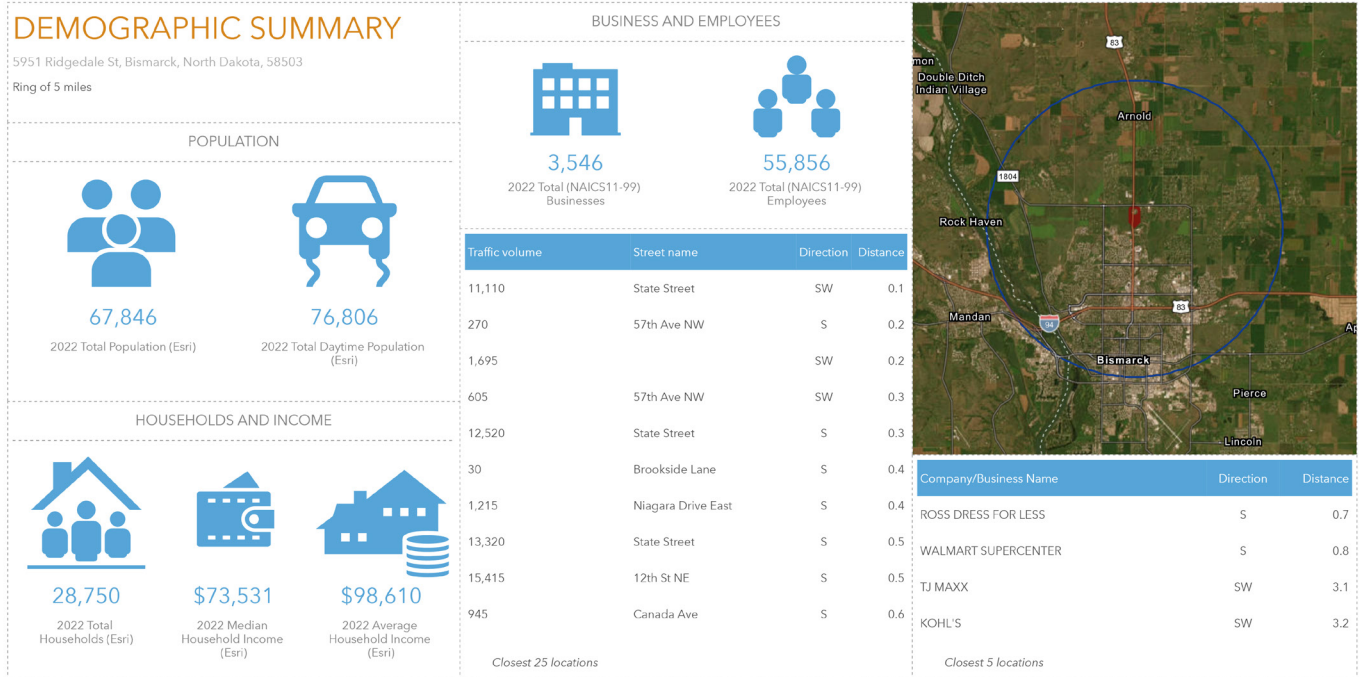 DEMOGRAPHIC SUMMARY
5951 Ridgedale St, Bismarck, North Dakota, 58503
Ring of 5 miles
POPULATION
67,846
2022 Total Population (Esri)
76,806
2022 Total Daytime Population
(Esri)
HOUSEHOLDS AND INCOME
28,750
2022 Total
Households (Esri)
$73,531
2022 Median
Household Income
(Esri)
$98,610
2022 Average
Household Income
(Esri)
BUSINESS AND EMPLOYEES
3,546
2022 Total (NAICS11-99)
Businesses
55,856
2022 Total (NAICS11-99)
Employees
Traffic volume Street name Direction Distance
11,110 State Street SW 0.1
270 57th Ave NW S 0.2
1,695 SW 0.2
605 57th Ave NW SW 0.3
12,520 State Street S 0.3
30 Brookside Lane S 0.4
1,215 Niagara Drive East S 0.4
13,320 State Street S 0.5
15,415 12th St NE S 0.5
945 Canada Ave S 0.6
Closest 25 locations
83
mon
Double Ditch
Indian Village
Arnold
1804
Rock Haven
83
Mandan
94
Ap
Bismarck
Pierce
Lincoln
Company/Business Name Direction Distance
ROSS DRESS FOR LESS S 0.7
WALMART SUPERCENTER S 0.8
TJ MAXX SW 3.1
KOHL'S SW 3.2
Closest 5 locations